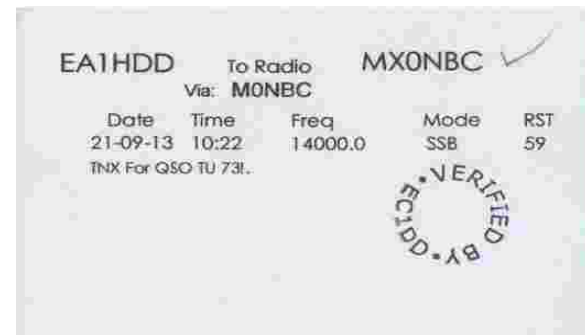 EA1HDD To Radio MX0NBC
Via: M0NBC
Date Time Freq Mode RST
21-09-13 10:22 14000.0 SSB 59
TNX For QSO TU 73!.
• VERIFIED BY • EC1DD